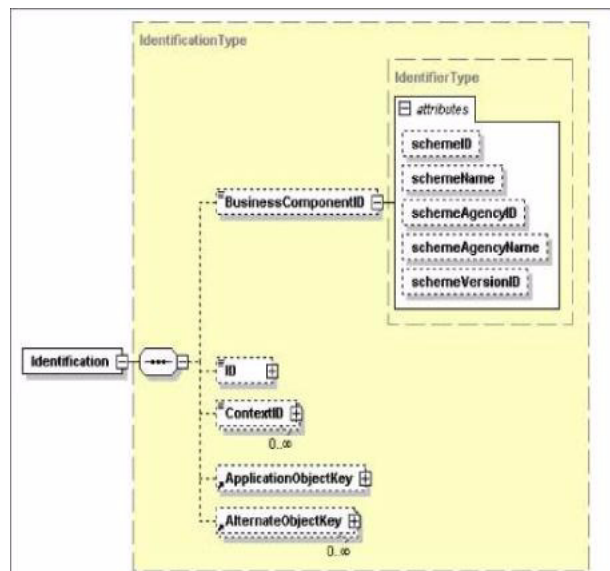 IdentificationType
IdentifierType
attributes
schemeID
schemeName
schemeAgencyID
schemeAgencyName
schemeVersionID
BusinessComponentID
Identification
ID
ContextID
0..∞
ApplicationObjectKey
AlternateObjectKey
0..∞